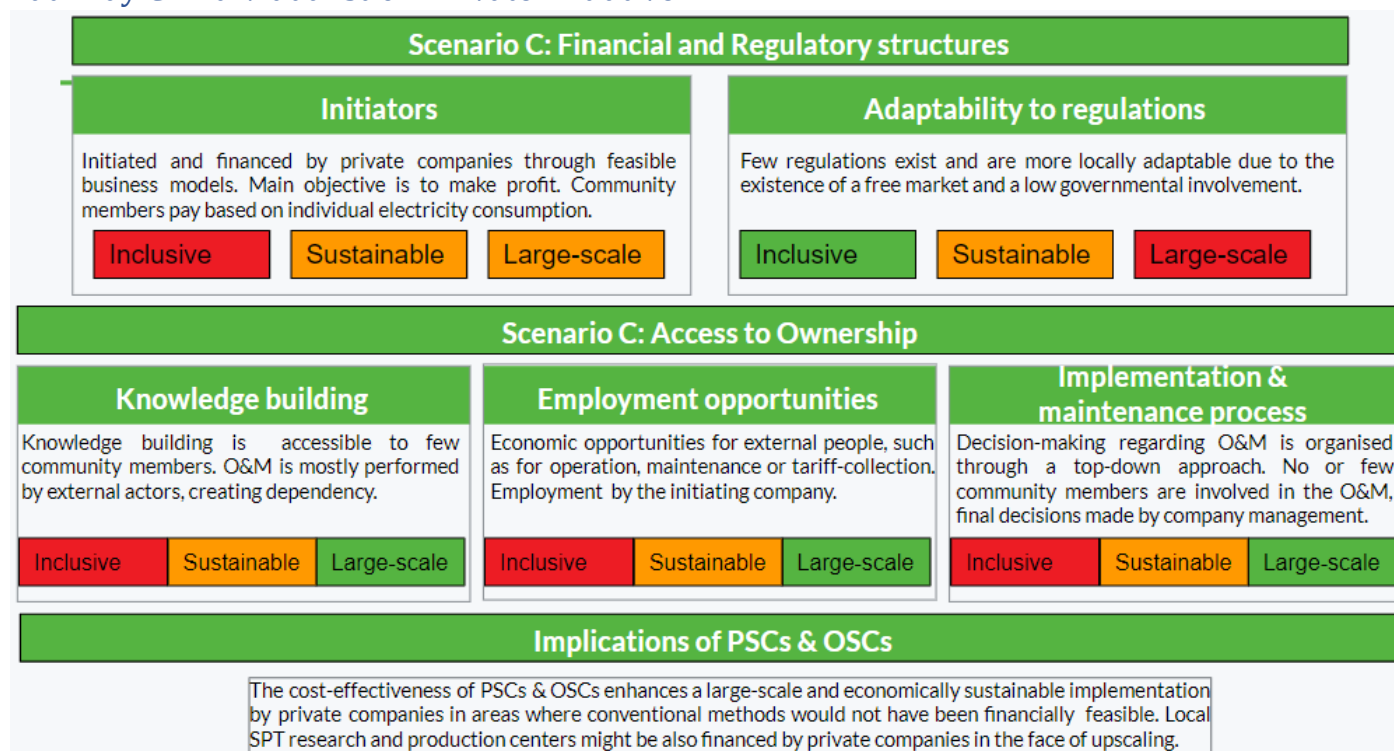 Scenario C: Financial and Regulatory structures
Initiators
Initiated and financed by private companies through feasible
business models. Main objective is to make profit. Community
members pay based on individual electricity consumption.
Inclusive
Sustainable
Large-scale
Adaptability to regulations
Few regulations exist and are more locally adaptable due to the
existence of a free market and a low governmental involvement.
Inclusive
Sustainable
Large-scale
Scenario C: Access to Ownership
Knowledge building
Knowledge building is accessible to few
community members. O&M is mostly performed
by external actors, creating dependency.
Inclusive
Sustainable
Large-scale
Employment opportunities
Economic opportunities for external people, such
as for operation, maintenance or tariff-collection.
Employment by the initiating company.
Inclusive
Sustainable
Large-scale
Implementation &
maintenance process
Decision-making regarding O&M is organised
through a top-down approach. No or few
community members are involved in the O&M,
final decisions made by company management.
Inclusive
Sustainable
Large-scale
Implications of PSCs & OSCs
The cost-effectiveness of PSCs & OSCs enhances a large-scale and economically sustainable implementation
by private companies in areas where conventional methods would not have been financially feasible. Local
SPT research and production centers might be also financed by private companies in the face of upscaling.